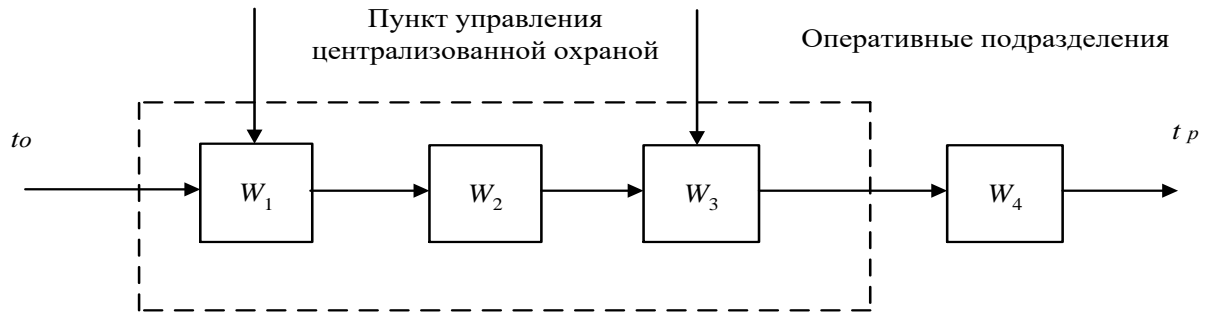 Пункт управления
централизованной охраной
Оперативные подразделения
to
t p
W1
W2
W3
W4